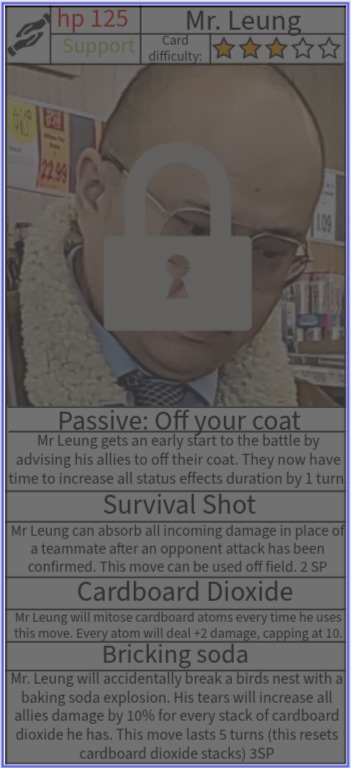 hp 125
Mr. Leung
Support
Card
difficulty:
22.99
1.09
Passive: Off your coat
Mr Leung gets an early start to the battle by
advising his allies to off their coat. They now have
time to increase all status effects duration by 1 turn
Survival Shot
Mr Leung can absorb all incoming damage in place of
a teammate after an opponent attack has been
confirmed. This move can be used off field. 2 SP
Cardboard Dioxide
Mr Leung will mitose cardboard atoms every time he uses
this move. Every atom will deal +2 damage, capping at 10.
Bricking soda
Mr. Leung will accidentally break a birds nest with a
baking soda explosion. His tears will increase all
allies damage by 10% for every stack of cardboard
dioxide he has. This move lasts 5 turns (this resets
cardboard dioxide stacks) 3SP